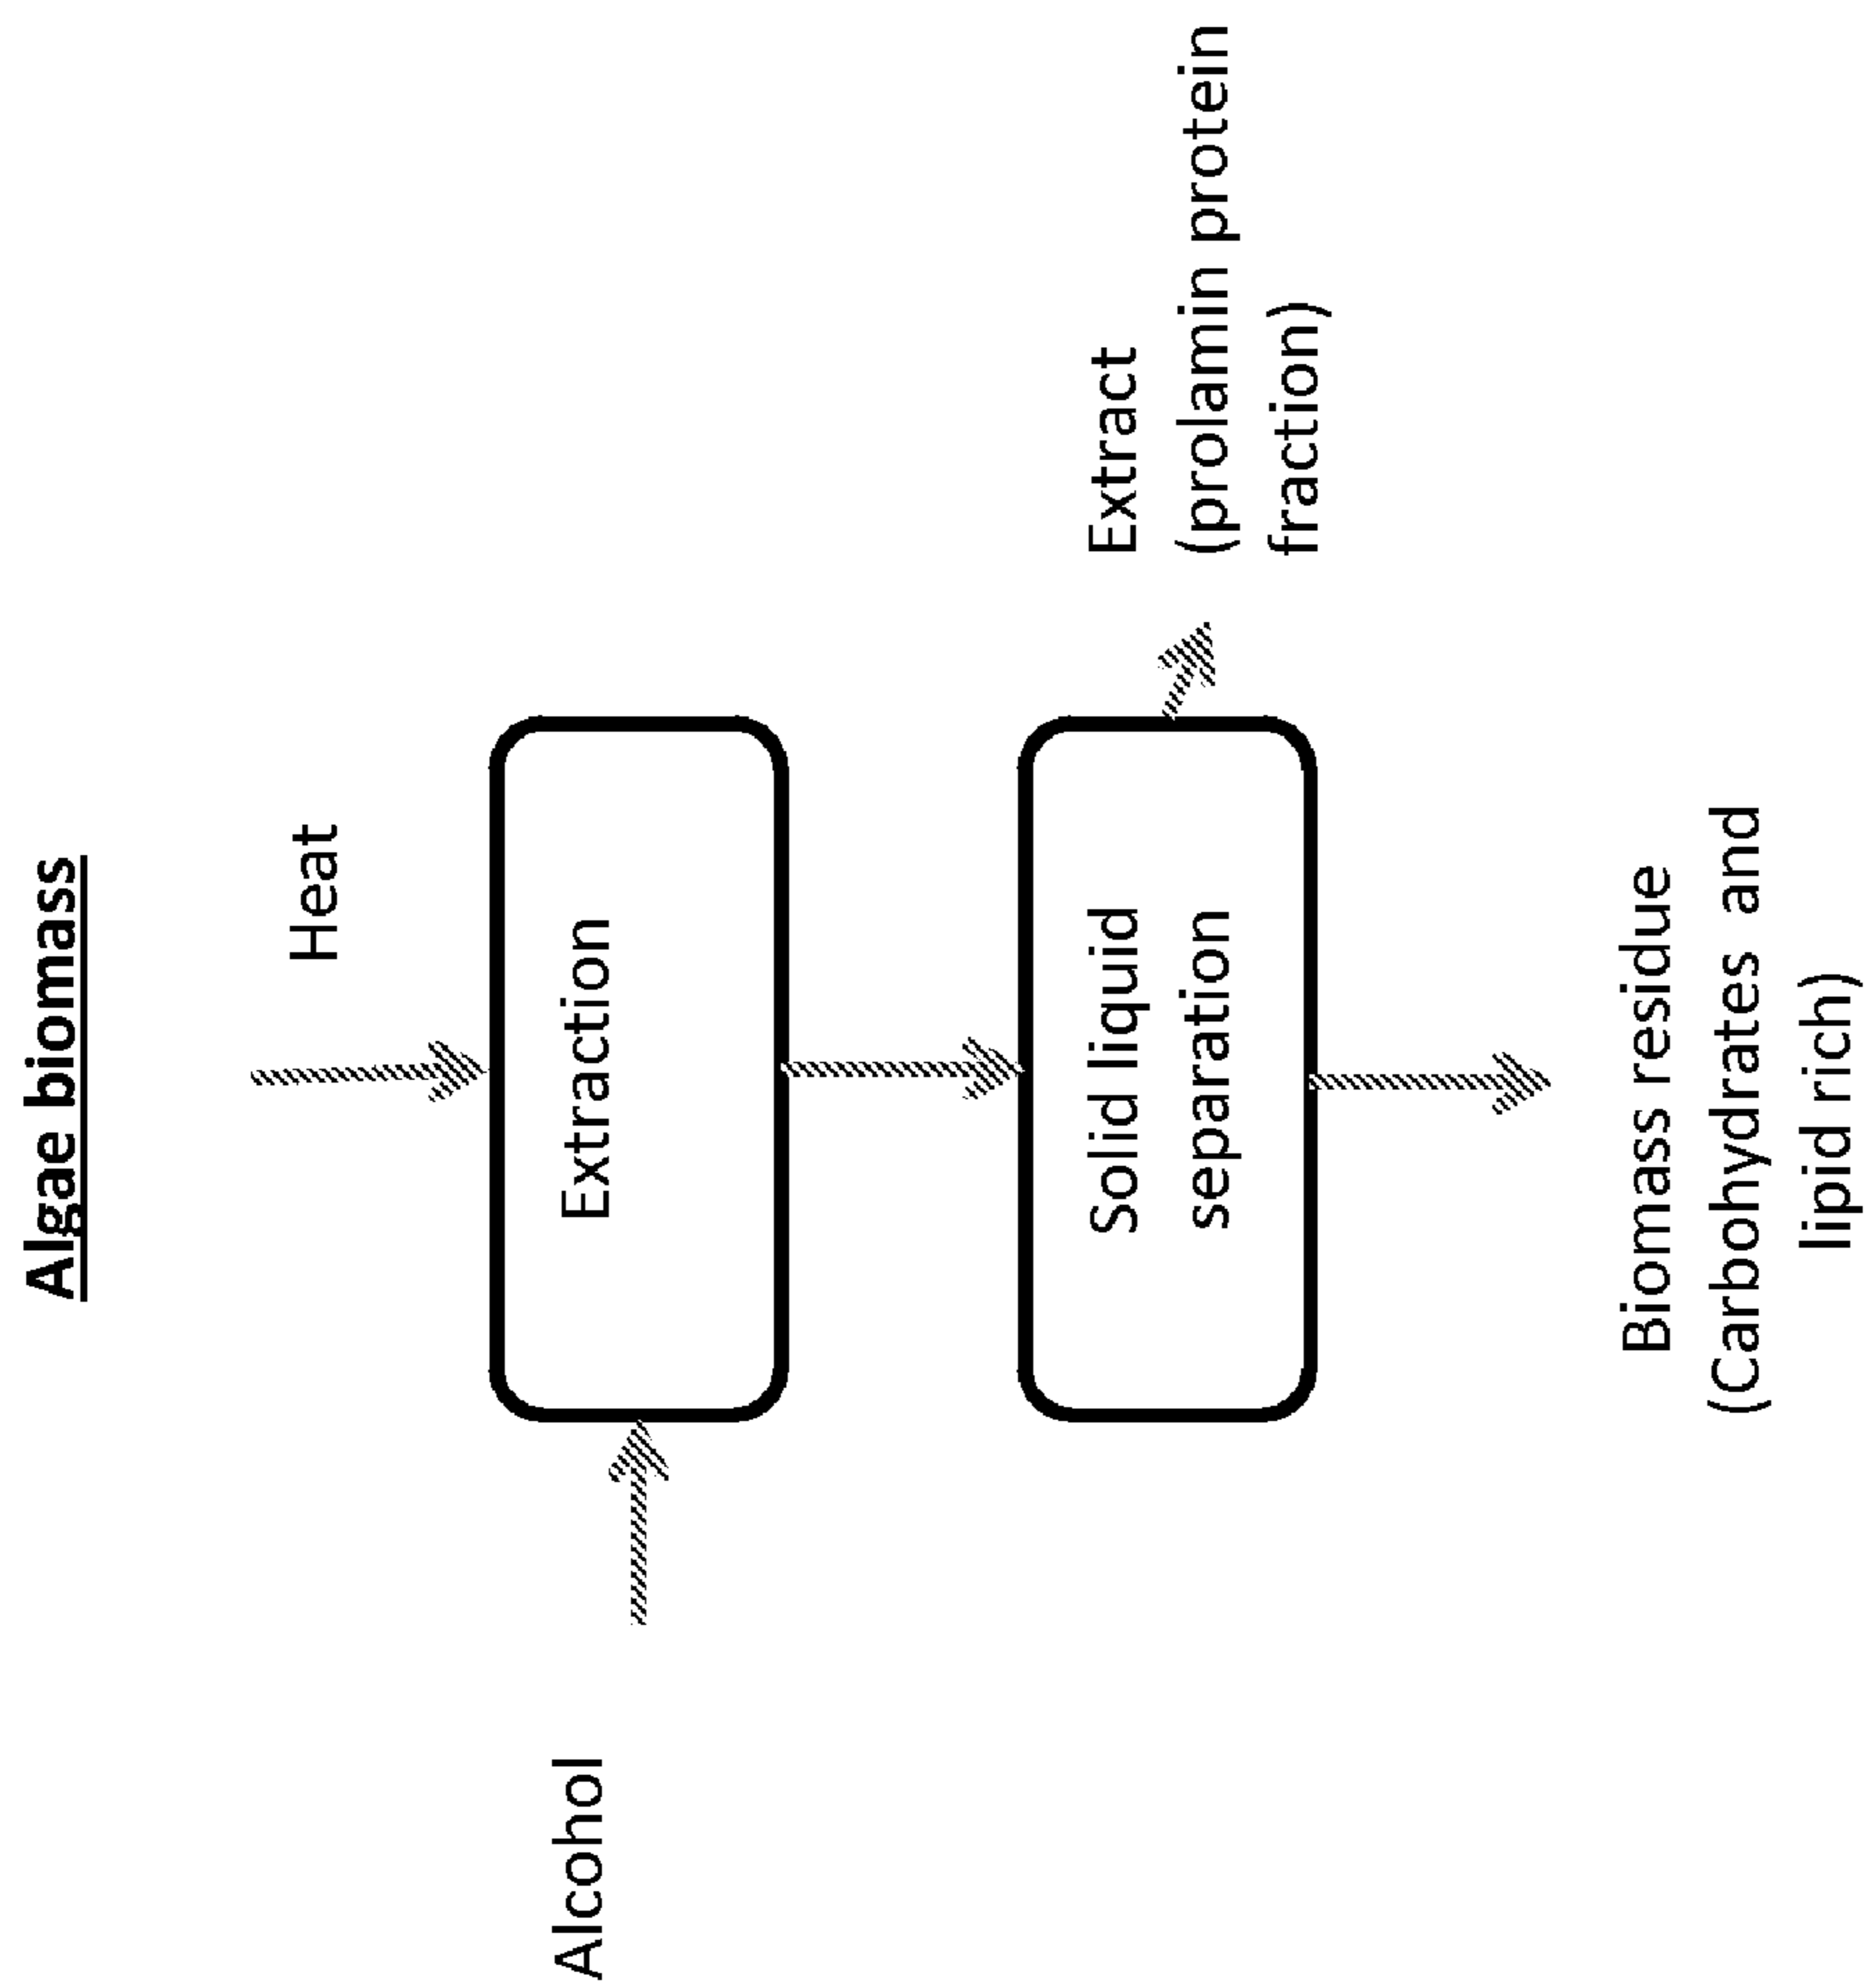 Algae biomass
Heat
Alcohol
Extraction
Solid liquid
separation
Extract
(prolamin protein
fraction)
Biomass residue
(Carbohydrates and
lipid rich)